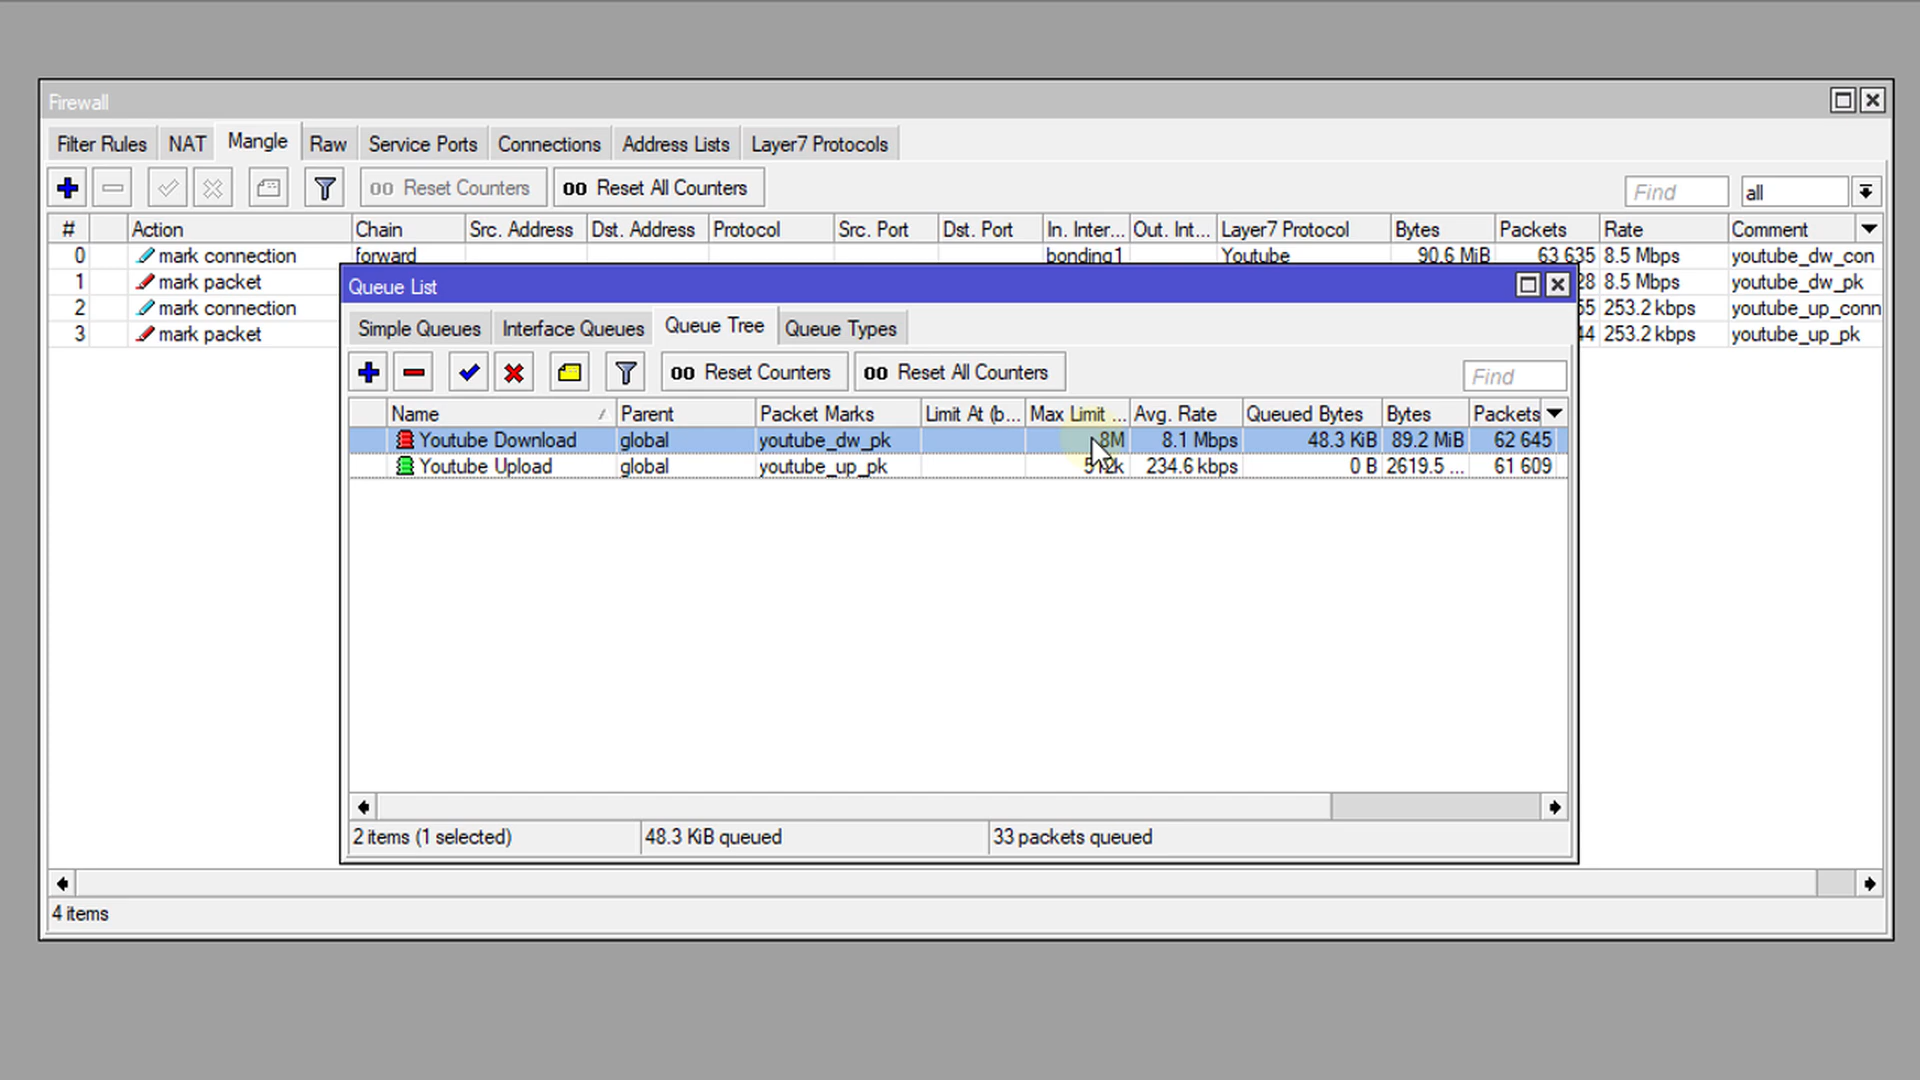 Firewall
Filter Rules NAT Mangle Raw Service Ports Connections Address Lists Layer7 Protocols
00 Reset Counters 00 Reset All Counters Find all
# Action Chain Src. Address Dst. Address Protocol Src. Port Dst. Port In. Inter... Out. Int... Layer7 Protocol Bytes Packets Rate Comment
0 mark connection forward bonding1 Youtube 90.6 MiB 63 635 8.5 Mbps youtube_dw_con
1 mark packet 28 8.5 Mbps youtube_dw_pk
2 mark connection 55 253.2 kbps youtube_up_conn
3 mark packet 44 253.2 kbps youtube_up_pk
Queue List
Simple Queues Interface Queues Queue Tree Queue Types
00 Reset Counters 00 Reset All Counters Find
Name Parent Packet Marks Limit At (b... Max Limit ... Avg. Rate Queued Bytes Bytes Packets
Youtube Download global youtube_dw_pk 8M 8.1 Mbps 48.3 KiB 89.2 MiB 62 645
Youtube Upload global youtube_up_pk 512k 234.6 kbps 0 B 2619.5 ... 61 609
2 items (1 selected) 48.3 KiB queued 33 packets queued
4 items